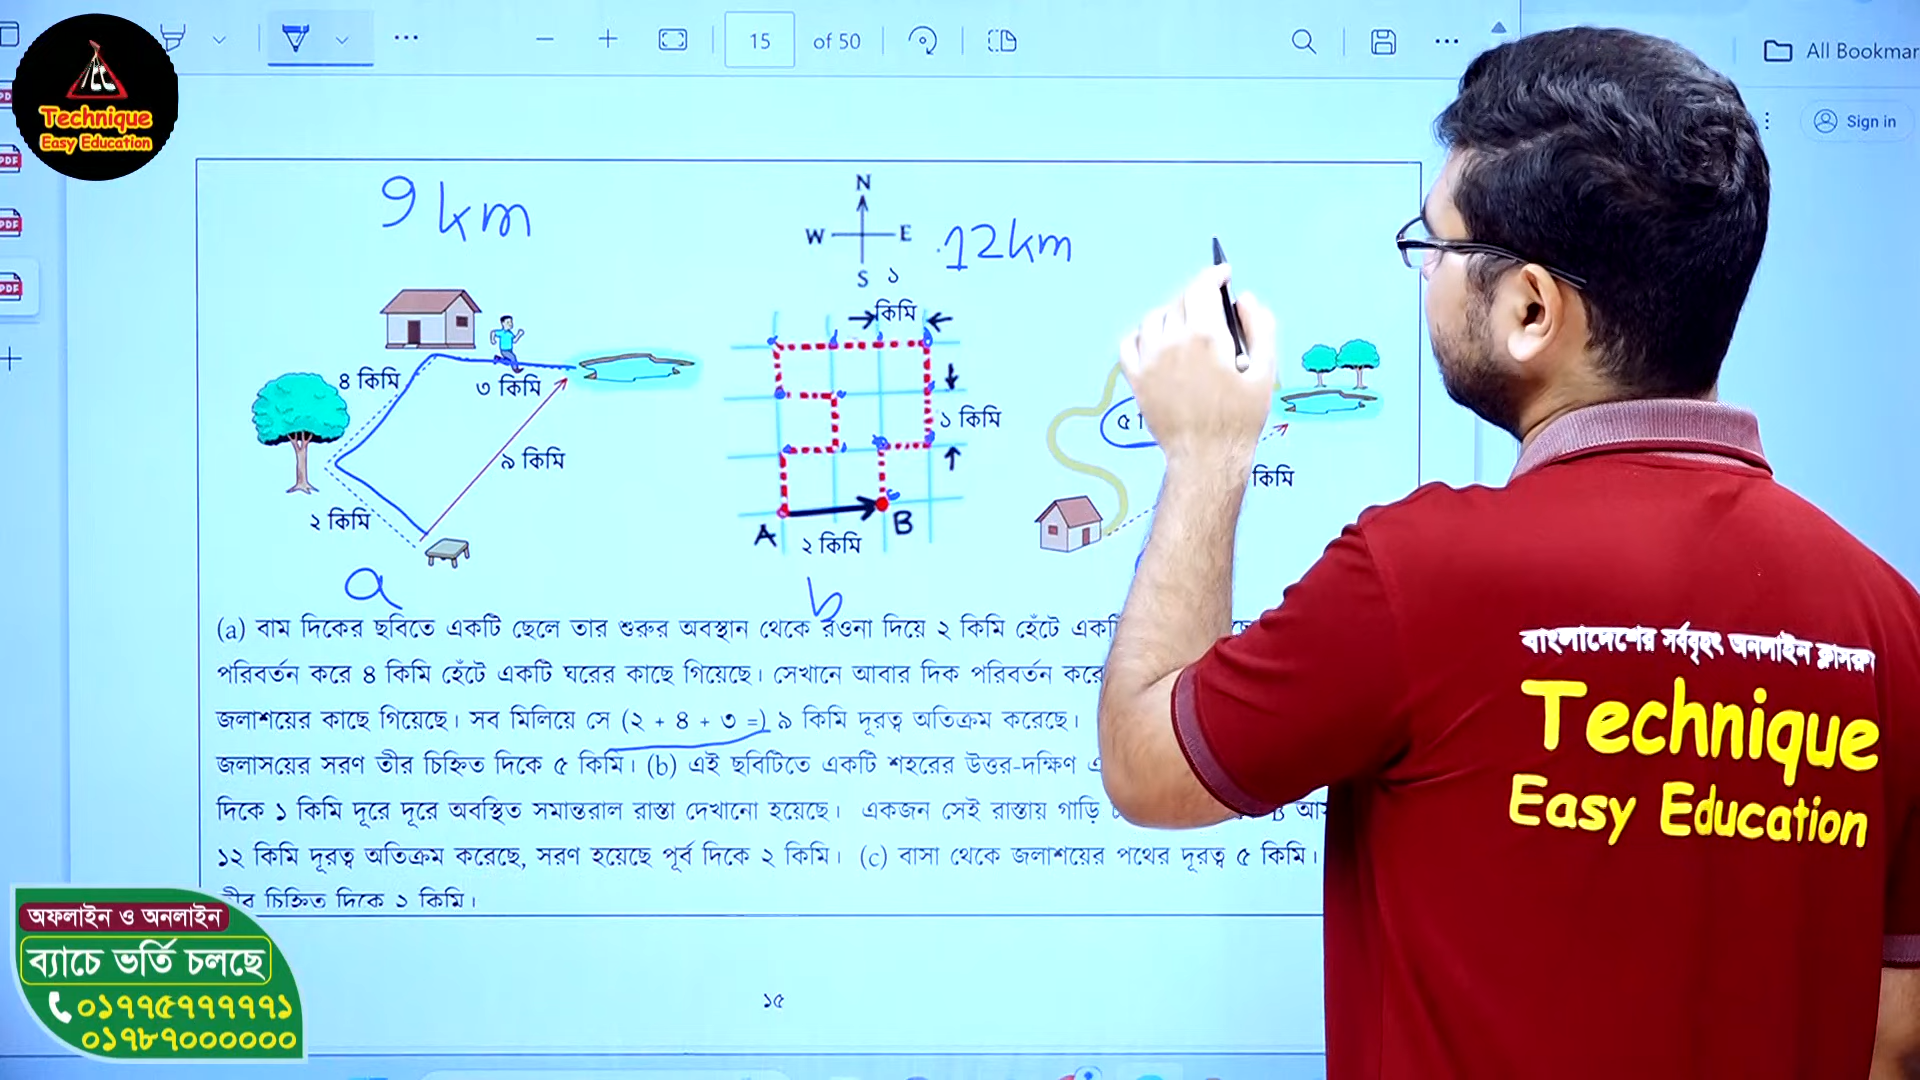 15 of 50
All Bookmar
Sign in
Technique
Easy Education
PDF
PDF
PDF
9 km
N
W E
S
১
.12km
কিমি
৪ কিমি
৩ কিমি
১ কিমি
৯ কিমি
২ কিমি
A
B
২ কিমি
৫
কিমি
a
b
(a) বাম দিকের ছবিতে একটি ছেলে তার শুরুর অবস্থান থেকে রওনা দিয়ে ২ কিমি হেঁটে একটি
পরিবর্তন করে ৪ কিমি হেঁটে একটি ঘরের কাছে গিয়েছে। সেখানে আবার দিক পরিবর্তন করে
জলাশয়ের কাছে গিয়েছে। সব মিলিয়ে সে (২ + ৪ + ৩ =) ৯ কিমি দূরত্ব অতিক্রম করেছে।
জলাসয়ের সরণ তীর চিহ্নিত দিকে ৫ কিমি। (b) এই ছবিটিতে একটি শহরের উত্তর-দক্ষিণ এ
দিকে ১ কিমি দূরে দূরে অবস্থিত সমান্তরাল রাস্তা দেখানো হয়েছে। একজন সেই রাস্তায় গাড়ি B আস
১২ কিমি দূরত্ব অতিক্রম করেছে, সরণ হয়েছে পূর্ব দিকে ২ কিমি। (c) বাসা থেকে জলাশয়ের পথের দূরত্ব ৫ কিমি।
তীর চিহ্নিত দিকে ১ কিমি।
১৫
বাংলাদেশের সর্ববৃহৎ অনলাইন ক্লাসরু
Technique
Easy Education
অফলাইন ও অনলাইন
ব্যাচে ভর্তি চলছে
০১৭৭৫৭৭৭৭৭১
০১৭৮৭০০০০০০